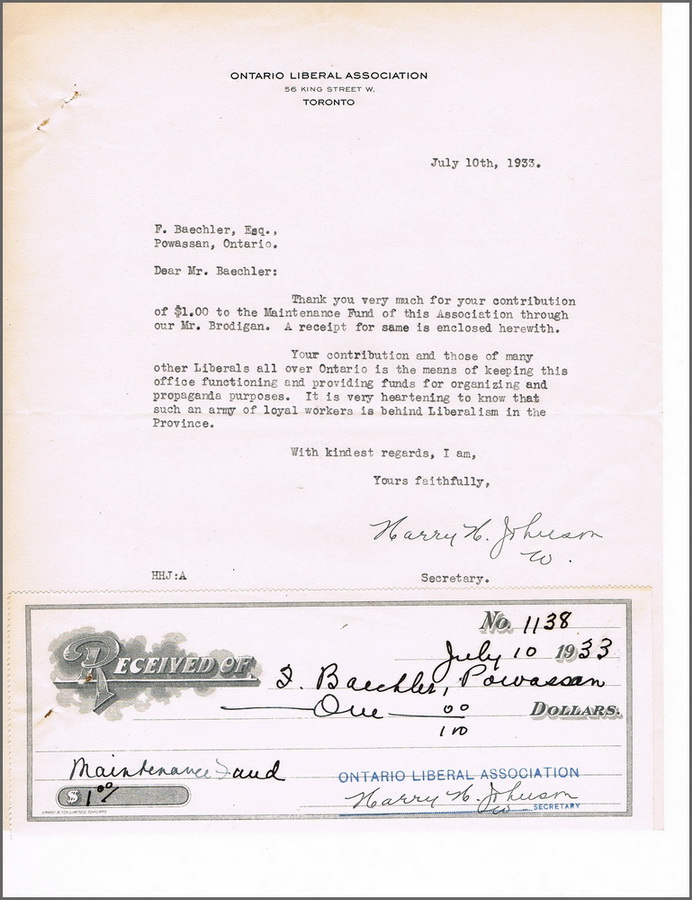 ONTARIO LIBERAL ASSOCIATION
56 KING STREET W.
TORONTO
July 10th, 1933.
F. Baechler, Esq.,
Powassan, Ontario.
Dear Mr. Baechler:
Thank you very much for your contribution
of $1.00 to the Maintenance Fund of this Association through
our Mr. Brodigan. A receipt for same is enclosed herewith.
Your contribution and those of many
other Liberals all over Ontario is the means of keeping this
office functioning and providing funds for organizing and
propaganda purposes. It is very heartening to know that
such an army of loyal workers is behind Liberalism in the
Province.
With kindest regards, I am,
Yours faithfully,
Harry H. Johnson
W.
HHJ:A Secretary.
No. 1138
July 10 1933
RECEIVED OF F. Baechler, Powassan
One 00/100 DOLLARS.
Maintenance Fund
ONTARIO LIBERAL ASSOCIATION
$ 1 00/
Harry H. Johnson
W SECRETARY